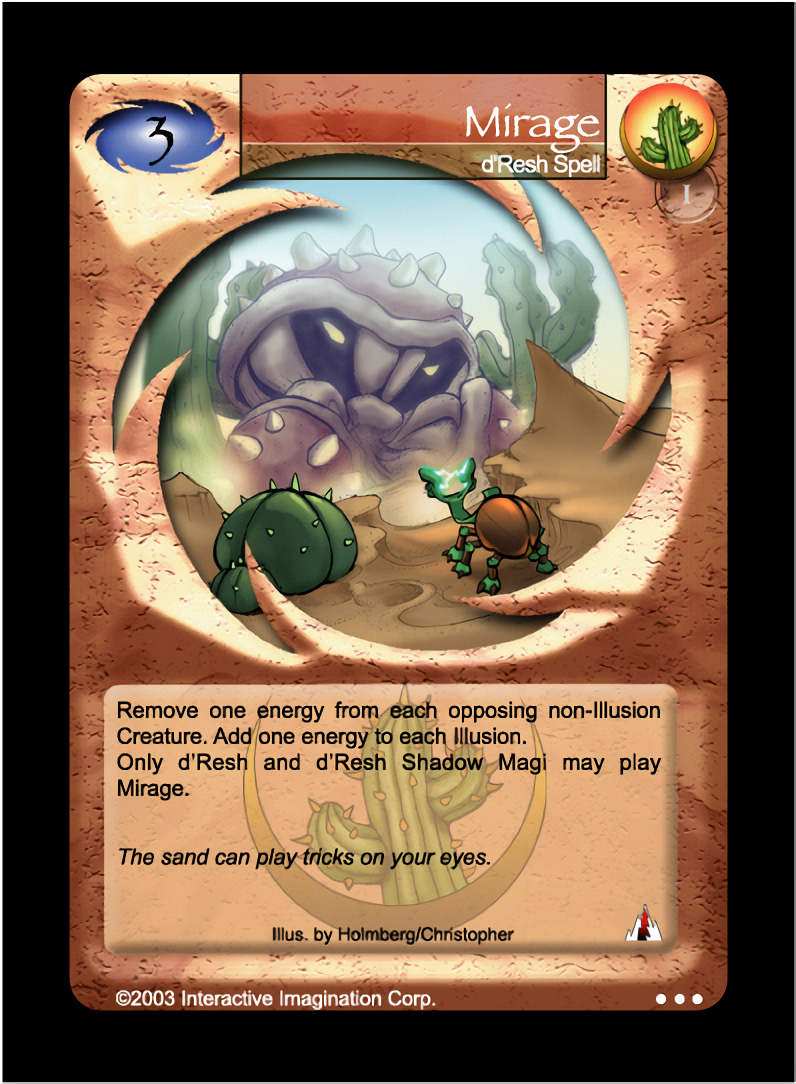 3
Mirage
d'Resh Spell
I
Remove one energy from each opposing non-Illusion
Creature. Add one energy to each Illusion.
Only d'Resh and d'Resh Shadow Magi may play
Mirage.
The sand can play tricks on your eyes.
Illus. by Holmberg/Christopher
©2003 Interactive Imagination Corp.